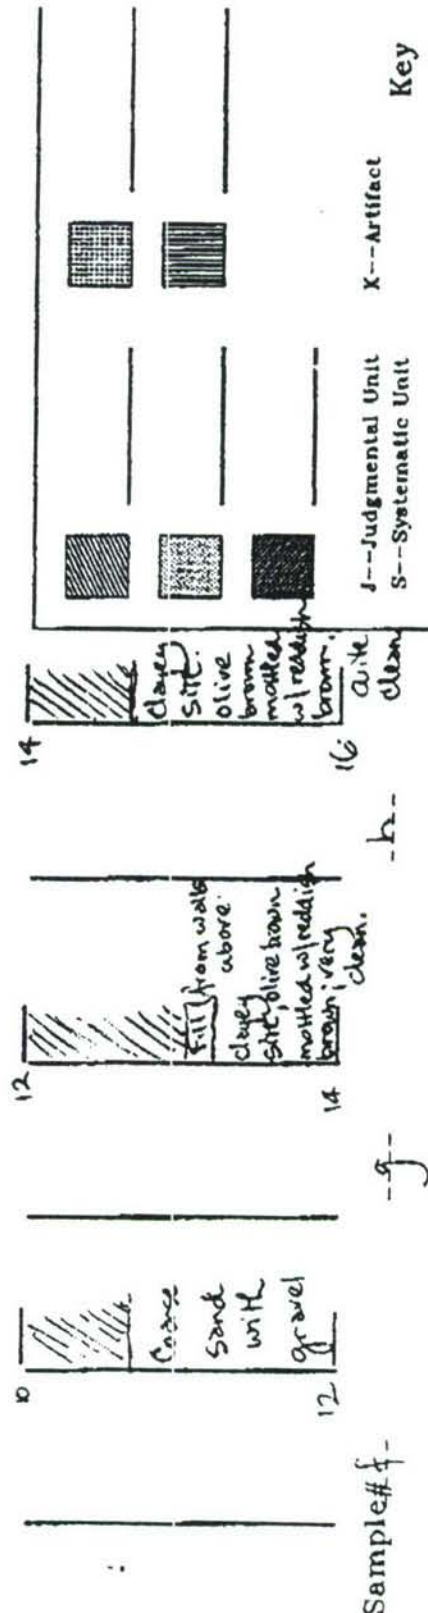 10
Coarse
sand
with
gravel
12
Sample# f
12
fill from walls
above.
clayey
silt, olive brown
mottled w/ reddish
brown, very
clean.
14
g
14
clayey
silt.
olive
brown
mottled
w/ reddish
brown.
quite
clean
16
h
J---Judgmental Unit
S---Systematic Unit
X---Artifact
Key